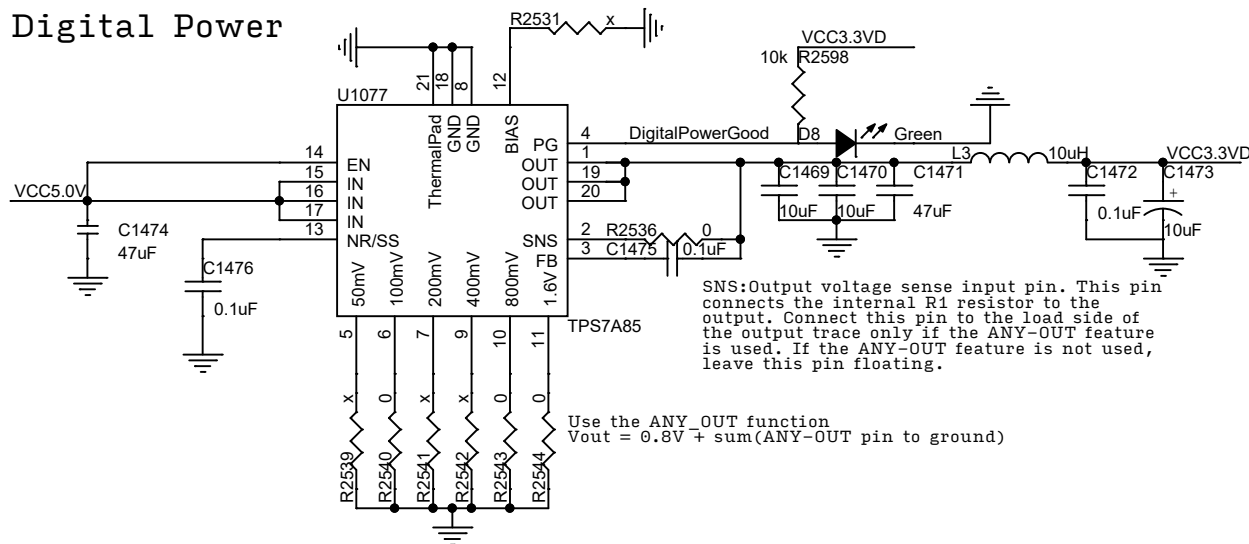 Digital Power
R2531
x
VCC3.3VD
10k
R2598
21
18
8
12
U1077
ThermalPad
GND
GND
BIAS
14
EN
15
IN
16
IN
17
IN
13
NR/SS
VCC5.0V
C1474
47uF
C1476
0.1uF
PG
4
DigitalPowerGood
D8
Green
OUT
1
OUT
19
OUT
20
L3
10uH
VCC3.3VD
C1469
10uF
C1470
10uF
C1471
47uF
C1472
0.1uF
C1473
+
10uF
SNS
2
R2536
0
FB
3
C1475
0.1uF
50mV
100mV
200mV
400mV
800mV
1.6V
TPS7A85
5
6
7
9
10
11
SNS:Output voltage sense input pin. This pin
connects the internal R1 resistor to the
output. Connect this pin to the load side of
the output trace only if the ANY-OUT feature
is used. If the ANY-OUT feature is not used,
leave this pin floating.
x
0
x
x
0
0
R2539
R2540
R2541
R2542
R2543
R2544
Use the ANY_OUT function
Vout = 0.8V + sum(ANY-OUT pin to ground)